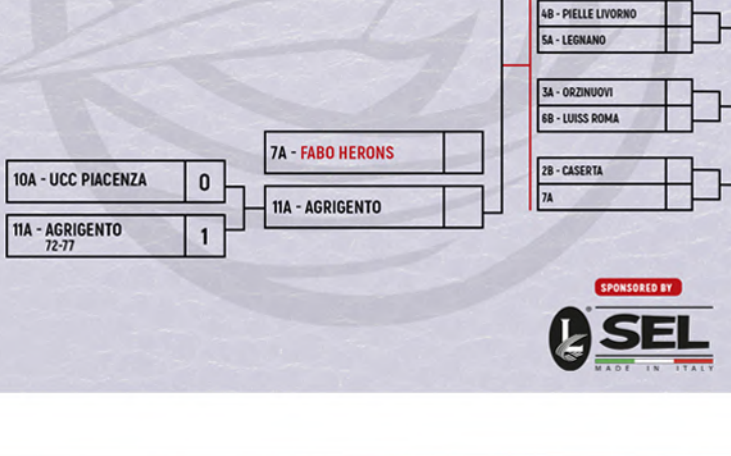 4B - PIELLE LIVORNO
5A - LEGNANO
3A - ORZINUOVI
6B - LUISS ROMA
7A - FABO HERONS
10A - UCC PIACENZA 0
2B - CASERTA
7A
11A - AGRIGENTO
11A - AGRIGENTO 1
72-77
SPONSORED BY
L SEL
®
MADE IN ITALY